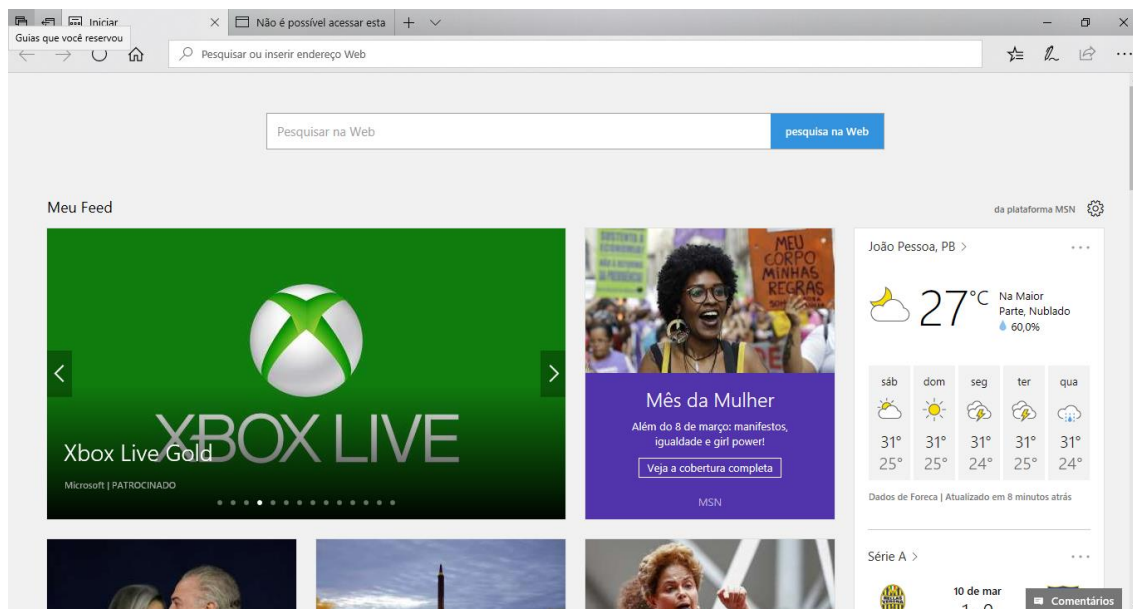 Iniciar
Não é possível acessar esta
Guias que você reservou
Pesquisar ou inserir endereço Web
Pesquisar na Web
pesquisa na Web
Meu Feed
da plataforma MSN
XBOX LIVE
Xbox Live Gold
Microsoft | PATROCINADO
MEU
CORPO
MINHAS
REGRAS
Mês da Mulher
Além do 8 de março: manifestos,
igualdade e girl power!
Veja a cobertura completa
MSN
João Pessoa, PB >
27°C
Na Maior
Parte, Nublado
60,0%
sáb dom seg ter qua
31° 31° 31° 31° 31°
25° 25° 24° 25° 24°
Dados de Foreca | Atualizado em 8 minutos atrás
Série A >
10 de mar
Comentários